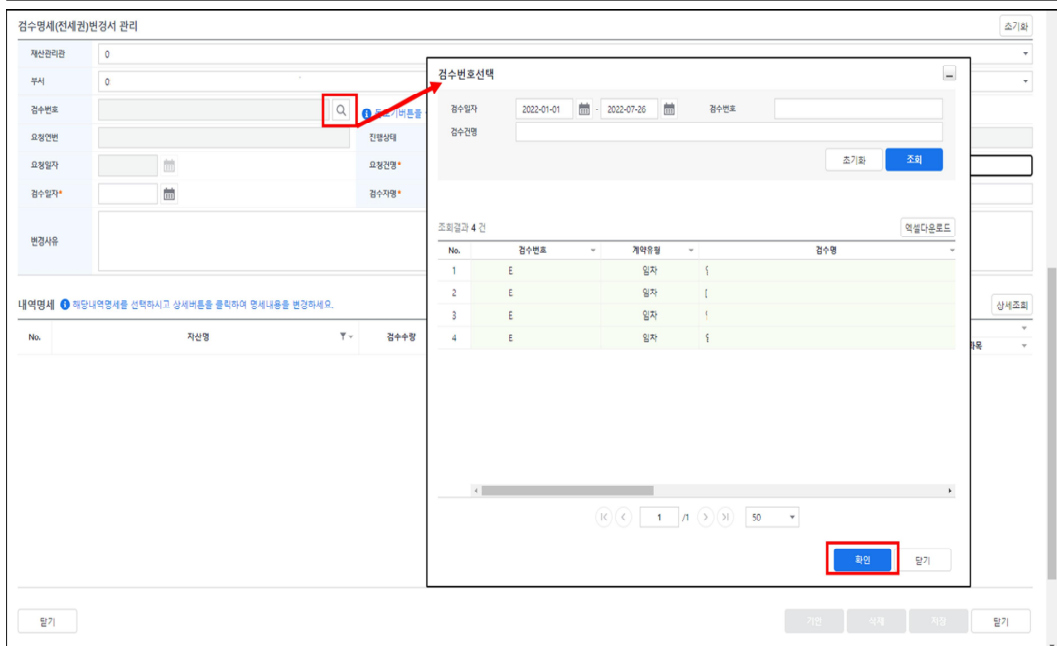 검수명세(전세권)변경서 관리 초기화
재산관리관 0
부서 0
검수번호
요청연번 진행상태
요청일자 요청건명*
검수일자* 검수자명*
변경사유
내역명세 해당내역명세를 선택하시고 상세버튼을 클릭하여 명세내용을 변경하세요. 상세조회
No. 자산명 검수수량
검수번호선택
검수일자 2022-01-01 - 2022-07-26 검수번호
검수건명
초기화 조회
조회결과 4 건 엑셀다운로드
No. 검수번호 계약유형 검수명
1 E 임차
2 E 임차
3 E 임차
4 E 임차
1 /1 50
확인 닫기
닫기 기안 삭제 저장 닫기